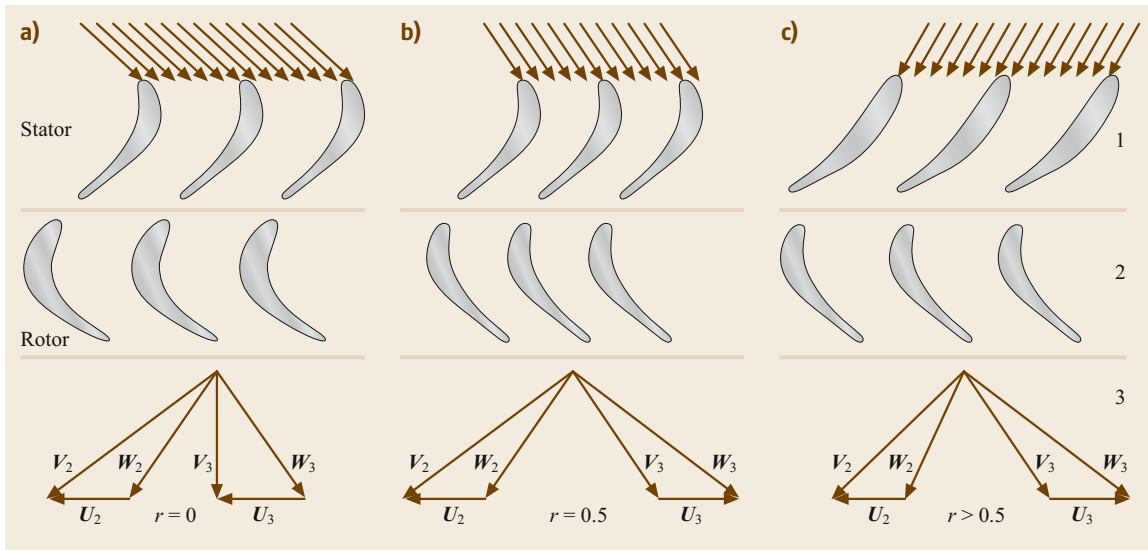 a)
b)
c)
Stator
1
2
Rotor
3
V2 W2 V3 W3
V2 W2 V3 W3
V2 W2 V3 W3
U2 r = 0 U3
U2 r = 0.5 U3
U2 r > 0.5 U3